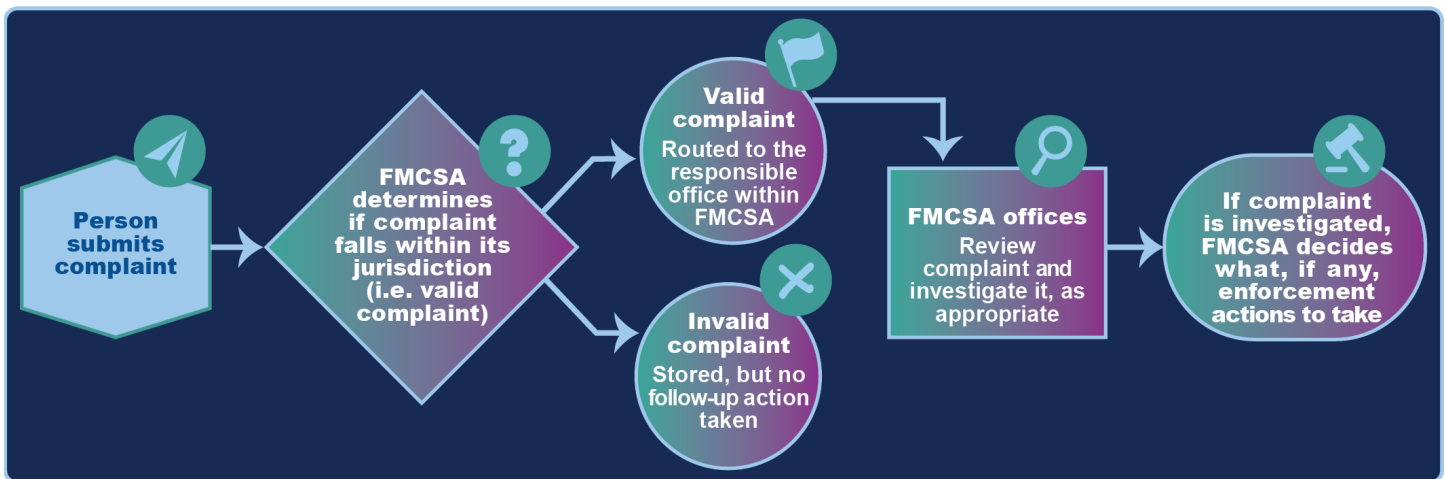 Person
submits
complaint
FMCSA
determines
if complaint
falls within its
jurisdiction
(i.e. valid
complaint)
Valid
complaint
Routed to the
responsible
office within
FMCSA
Invalid
complaint
Stored, but no
follow-up action
taken
FMCSA offices
Review
complaint and
investigate it, as
appropriate
If complaint
is investigated,
FMCSA decides
what, if any,
enforcement
actions to take